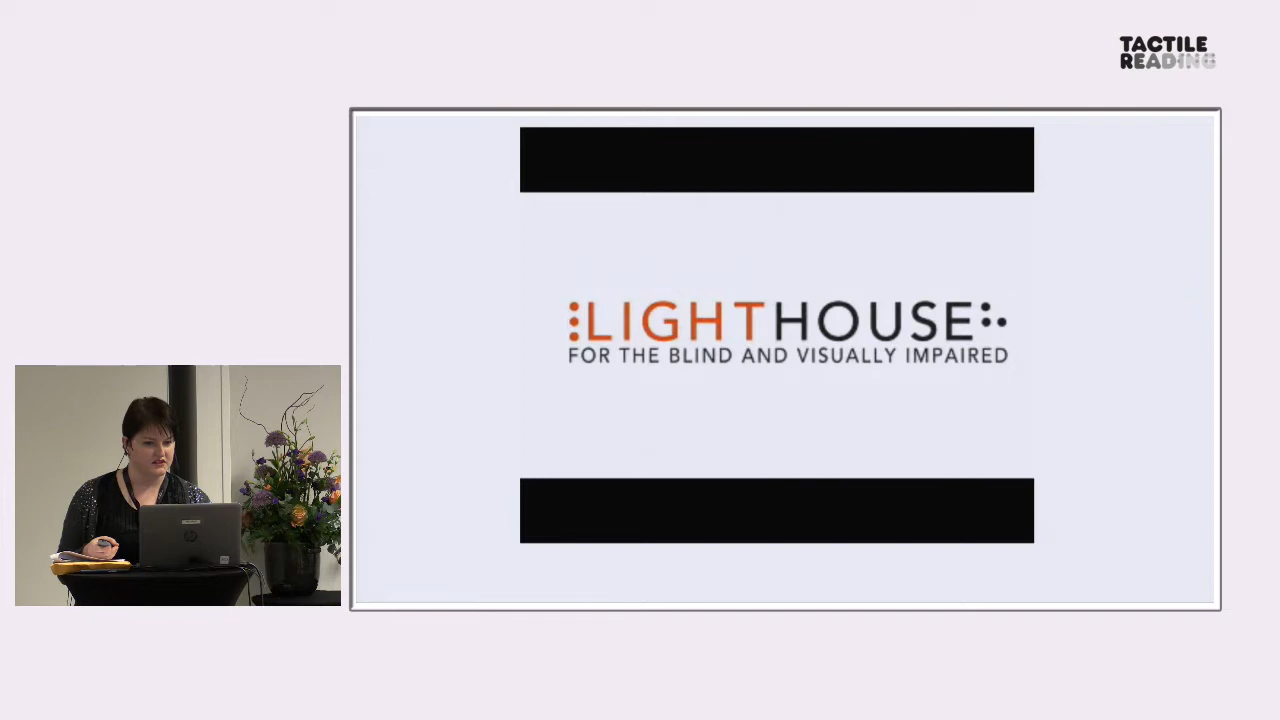 TACTILE
READING
LIGHTHOUSE
FOR THE BLIND AND VISUALLY IMPAIRED